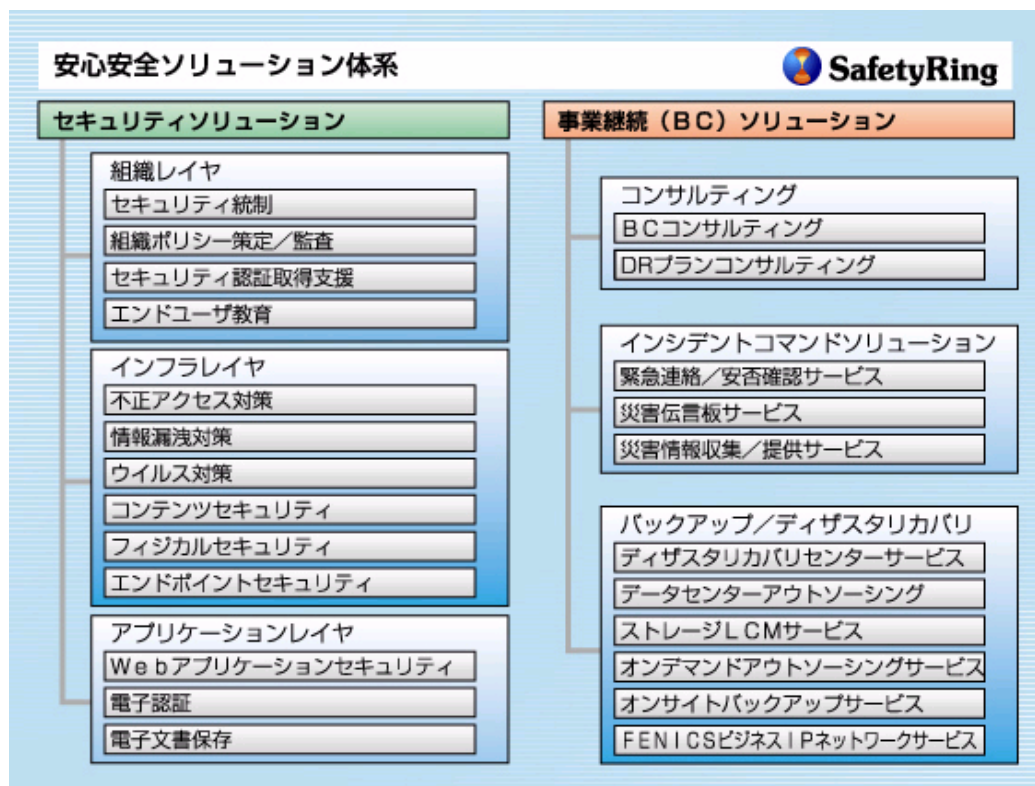 安心安全ソリューション体系
SafetyRing
セキュリティソリューション
組織レイヤ
セキュリティ統制
組織ポリシー策定／監査
セキュリティ認証取得支援
エンドユーザ教育
インフラレイヤ
不正アクセス対策
情報漏洩対策
ウイルス対策
コンテンツセキュリティ
フィジカルセキュリティ
エンドポイントセキュリティ
アプリケーションレイヤ
Ｗｅｂアプリケーションセキュリティ
電子認証
電子文書保存
事業継続（ＢＣ）ソリューション
コンサルティング
ＢＣコンサルティング
DRプランコンサルティング
インシデントコマンドソリューション
緊急連絡／安否確認サービス
災害伝言板サービス
災害情報収集／提供サービス
バックアップ／ディザスタリカバリ
ディザスタリカバリセンターサービス
データセンターアウトソーシング
ストレージＬＣＭサービス
オンデマンドアウトソーシングサービス
オンサイトバックアップサービス
ＦＥＮＩＣＳビジネスＩＰネットワークサービス